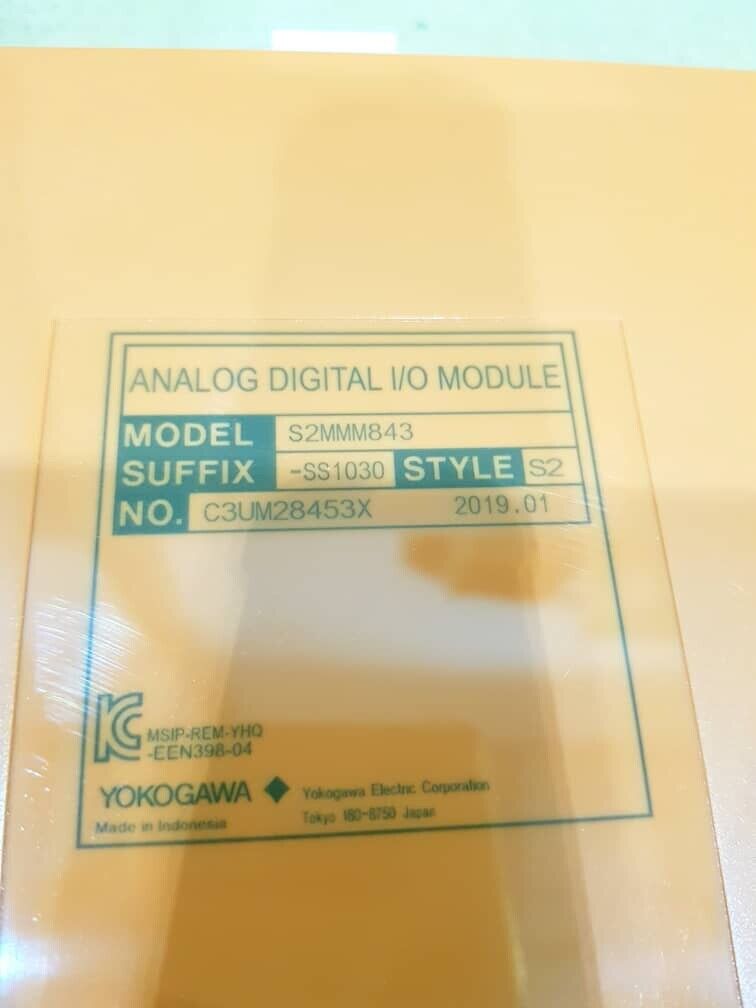 ANALOG DIGITAL I/O MODULE
MODEL S2MMM843
SUFFIX -SS1030 STYLE S2
NO. C3UM28453X 2019.01
MSIP-REM-YHQ
-EEN398-04
YOKOGAWA Yokogawa Electric Corporation
Made in Indonesia Tokyo 180-8750 Japan